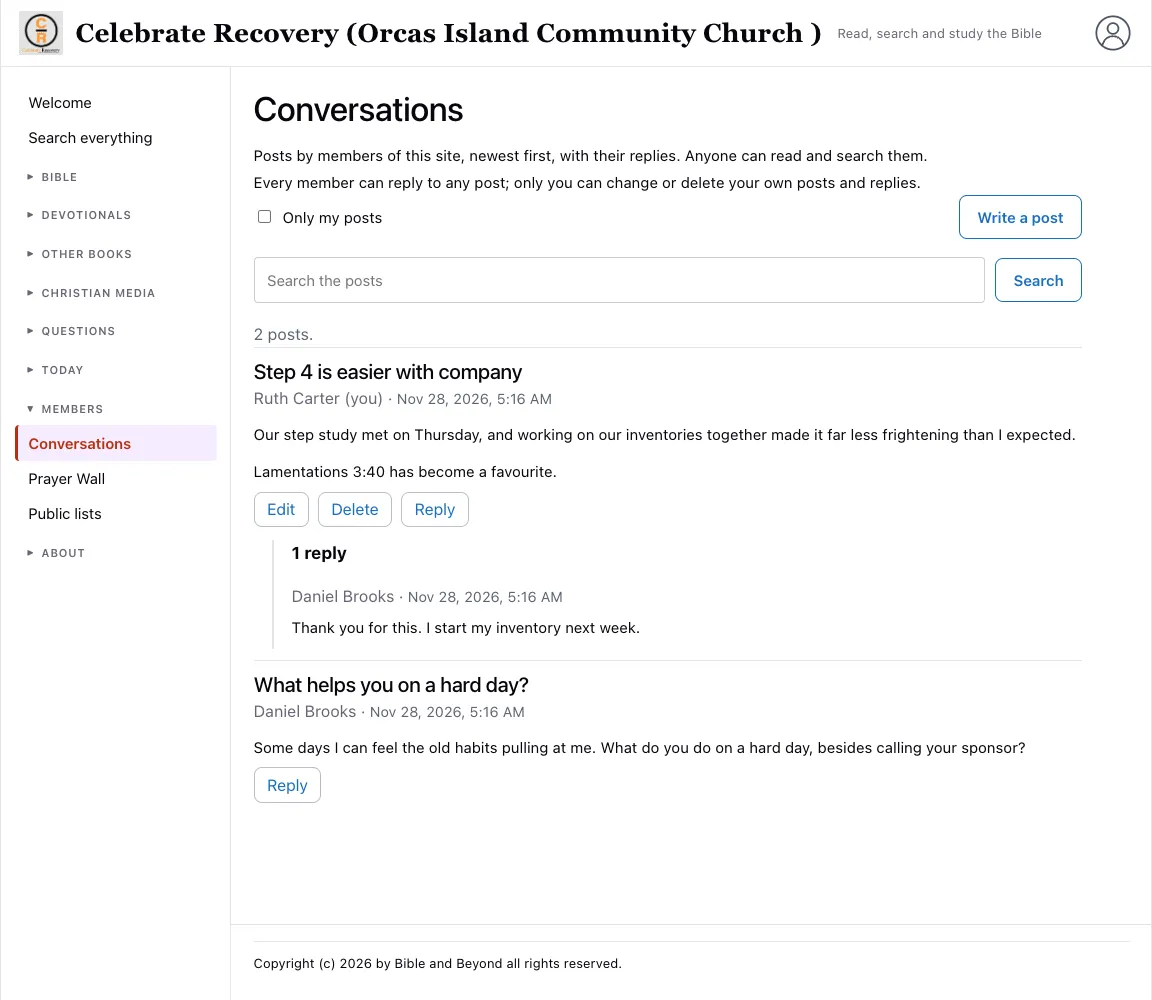 Celebrate Recovery (Orcas Island Community Church )
Read, search and study the Bible
Welcome
Search everything
BIBLE
DEVOTIONALS
OTHER BOOKS
CHRISTIAN MEDIA
QUESTIONS
TODAY
MEMBERS
Conversations
Prayer Wall
Public lists
ABOUT
Conversations
Posts by members of this site, newest first, with their replies. Anyone can read and search them.
Every member can reply to any post; only you can change or delete your own posts and replies.
Only my posts
Write a post
Search the posts
Search
2 posts.
Step 4 is easier with company
Ruth Carter (you) · Nov 28, 2026, 5:16 AM
Our step study met on Thursday, and working on our inventories together made it far less frightening than I expected.
Lamentations 3:40 has become a favourite.
Edit
Delete
Reply
1 reply
Daniel Brooks · Nov 28, 2026, 5:16 AM
Thank you for this. I start my inventory next week.
What helps you on a hard day?
Daniel Brooks · Nov 28, 2026, 5:16 AM
Some days I can feel the old habits pulling at me. What do you do on a hard day, besides calling your sponsor?
Reply
Copyright (c) 2026 by Bible and Beyond all rights reserved.